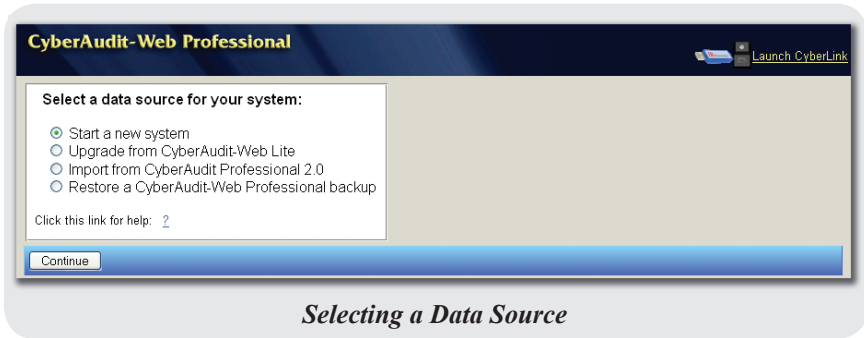 CyberAudit-Web Professional
Launch CyberLink
Select a data source for your system:
Start a new system
Upgrade from CyberAudit-Web Lite
Import from CyberAudit Professional 2.0
Restore a CyberAudit-Web Professional backup
Click this link for help: ?
Continue
Selecting a Data Source